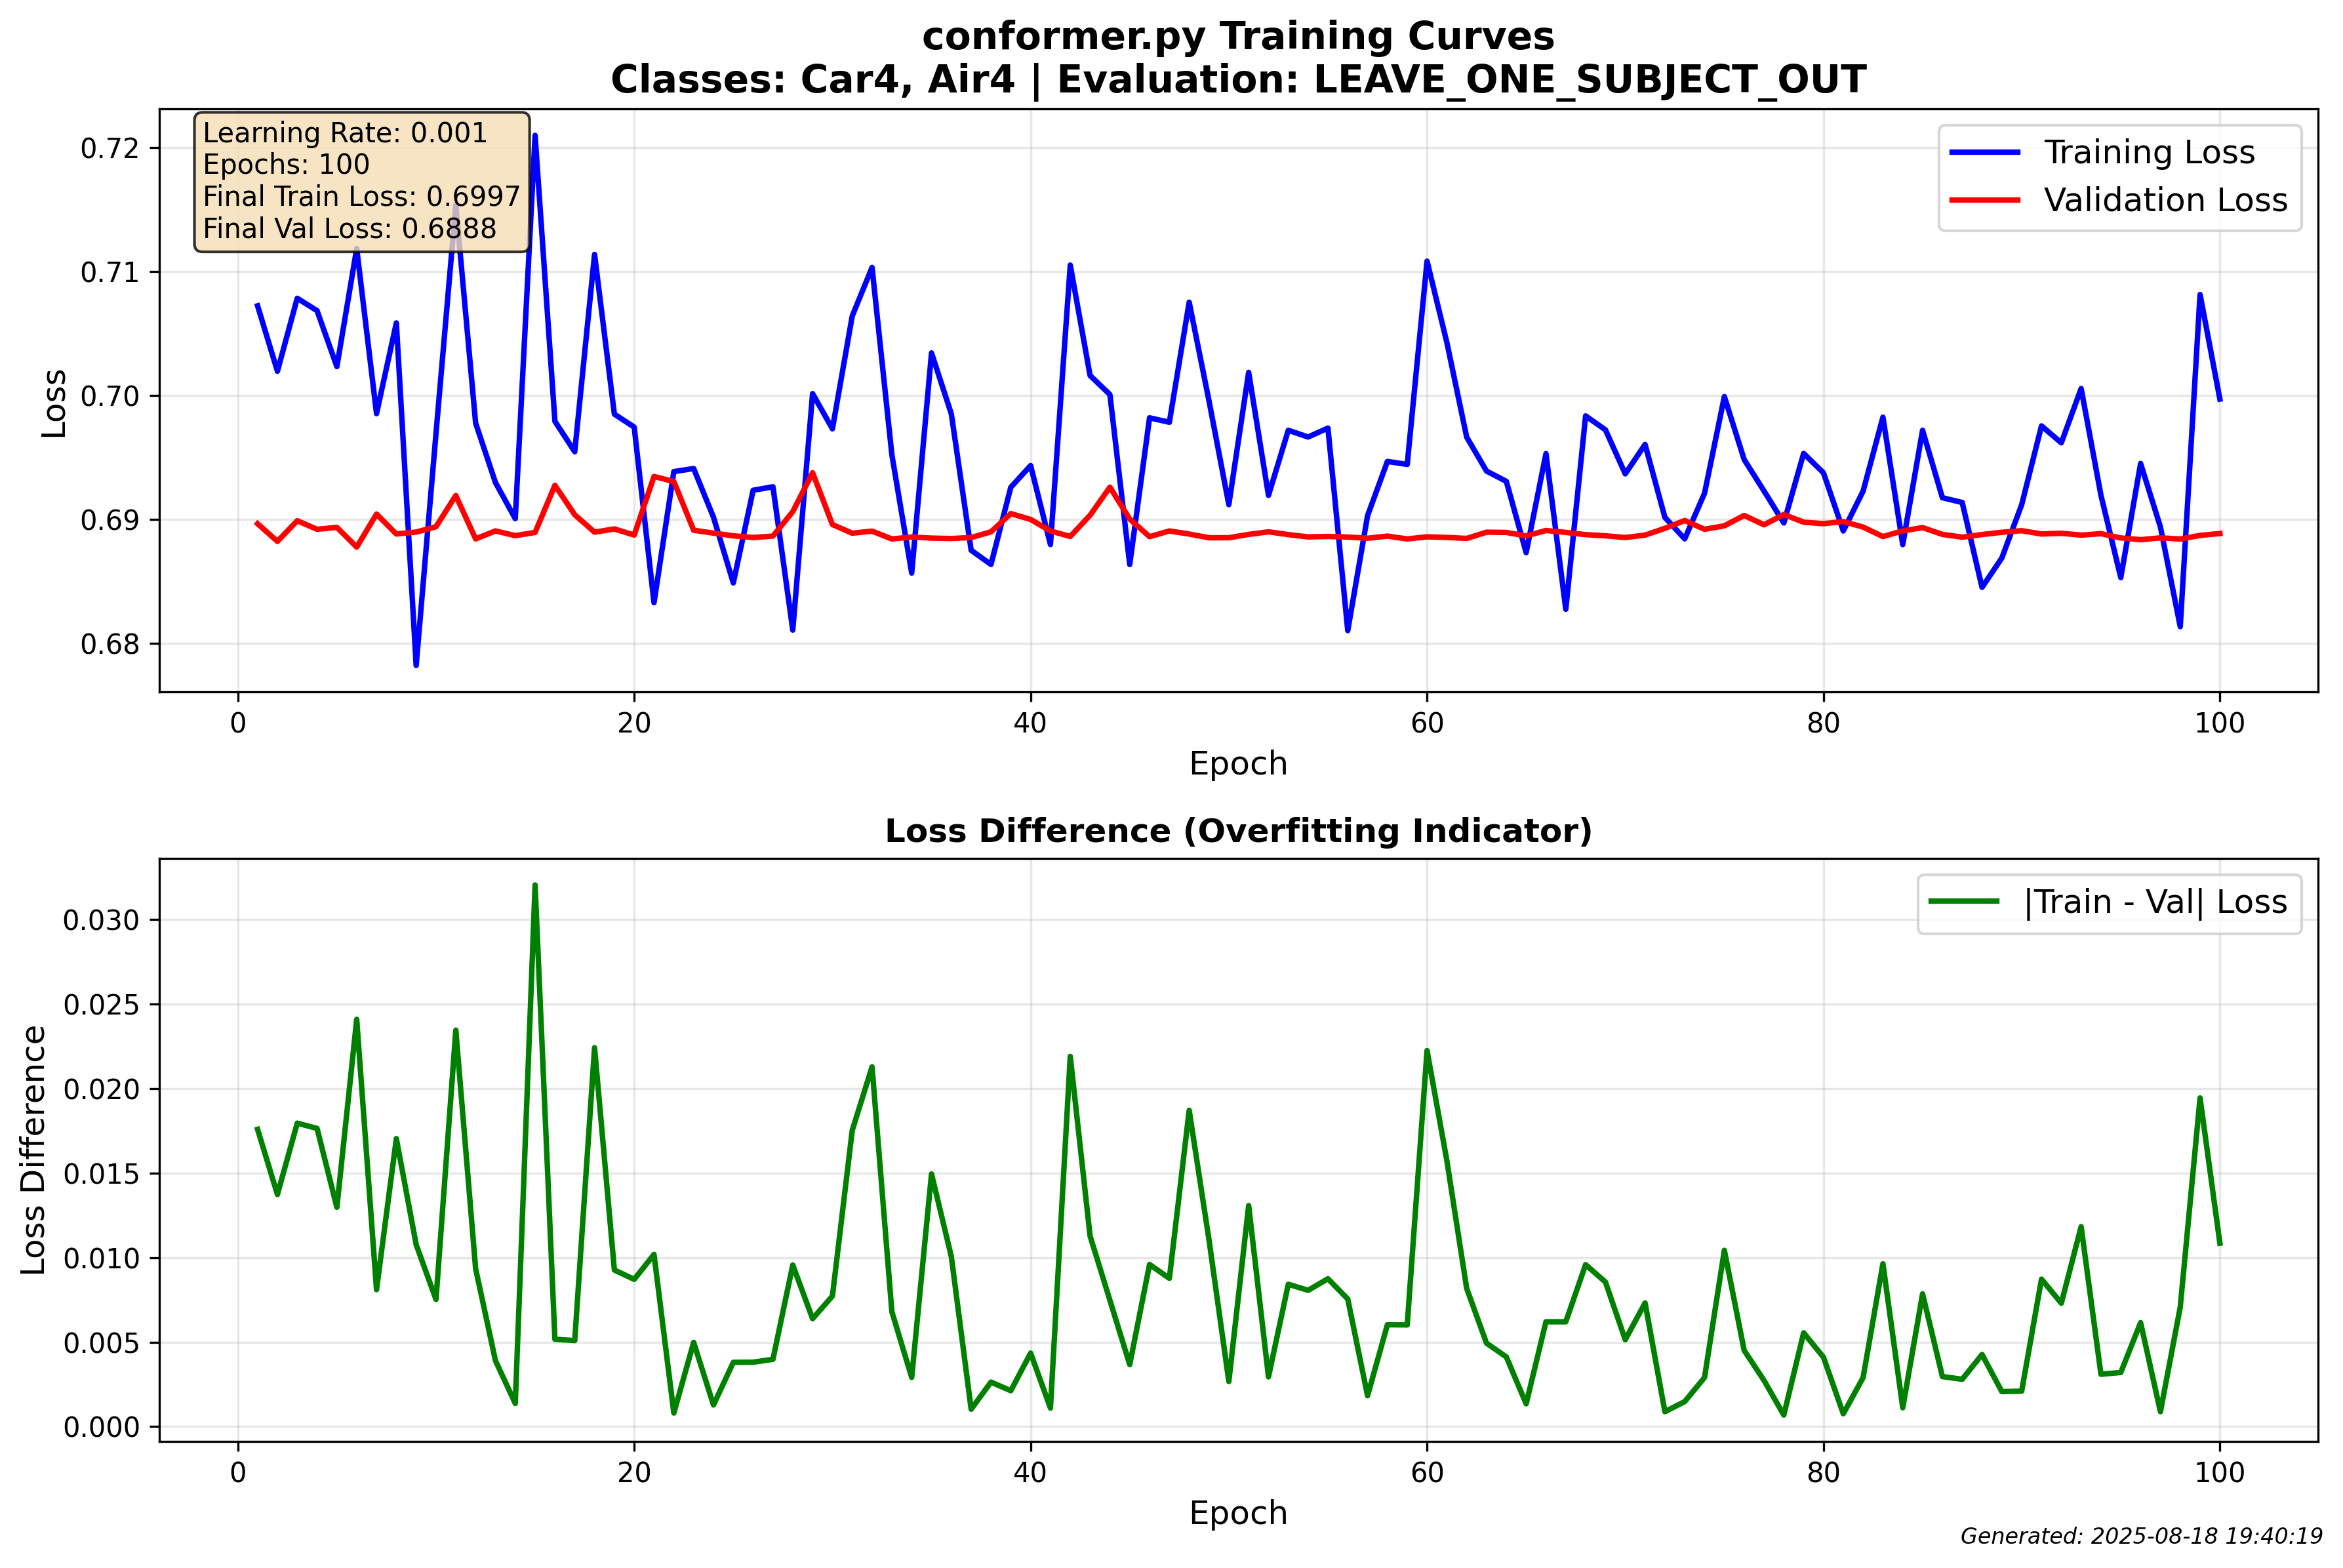 conformer.py Training Curves
Classes: Car4, Air4 | Evaluation: LEAVE_ONE_SUBJECT_OUT
Learning Rate: 0.001
Epochs: 100
Final Train Loss: 0.6997
Final Val Loss: 0.6888
Training Loss
Validation Loss
Loss
0.72
0.71
0.70
0.69
0.68
0 20 40 60 80 100
Epoch
Loss Difference (Overfitting Indicator)
|Train - Val| Loss
Loss Difference
0.030
0.025
0.020
0.015
0.010
0.005
0.000
0 20 40 60 80 100
Epoch
Generated: 2025-08-18 19:40:19